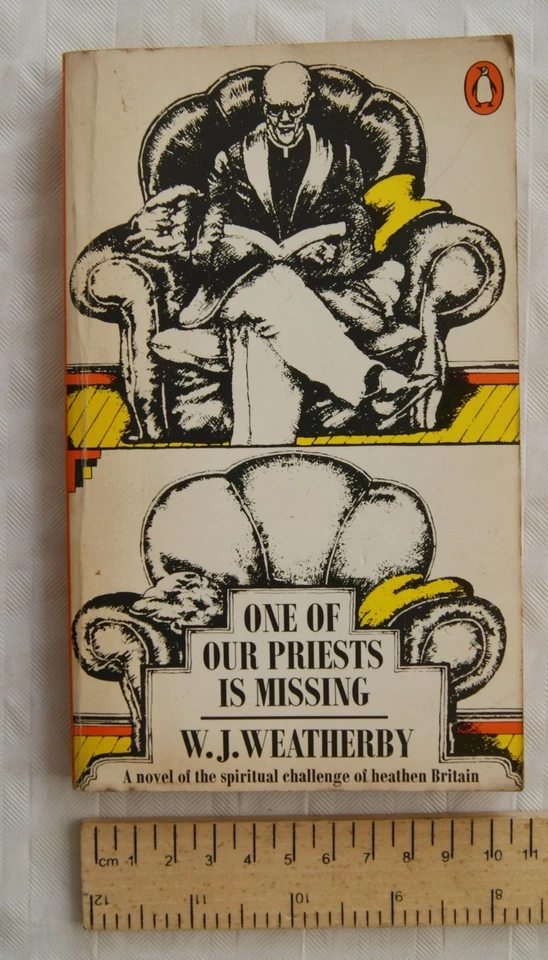 ONE OF
OUR PRIESTS
IS MISSING
W. J. WEATHERBY
A novel of the spiritual challenge of heathen Britain
cm 1 2 3 4 5 6 7 8 9 10 11
12 11 10 9 8